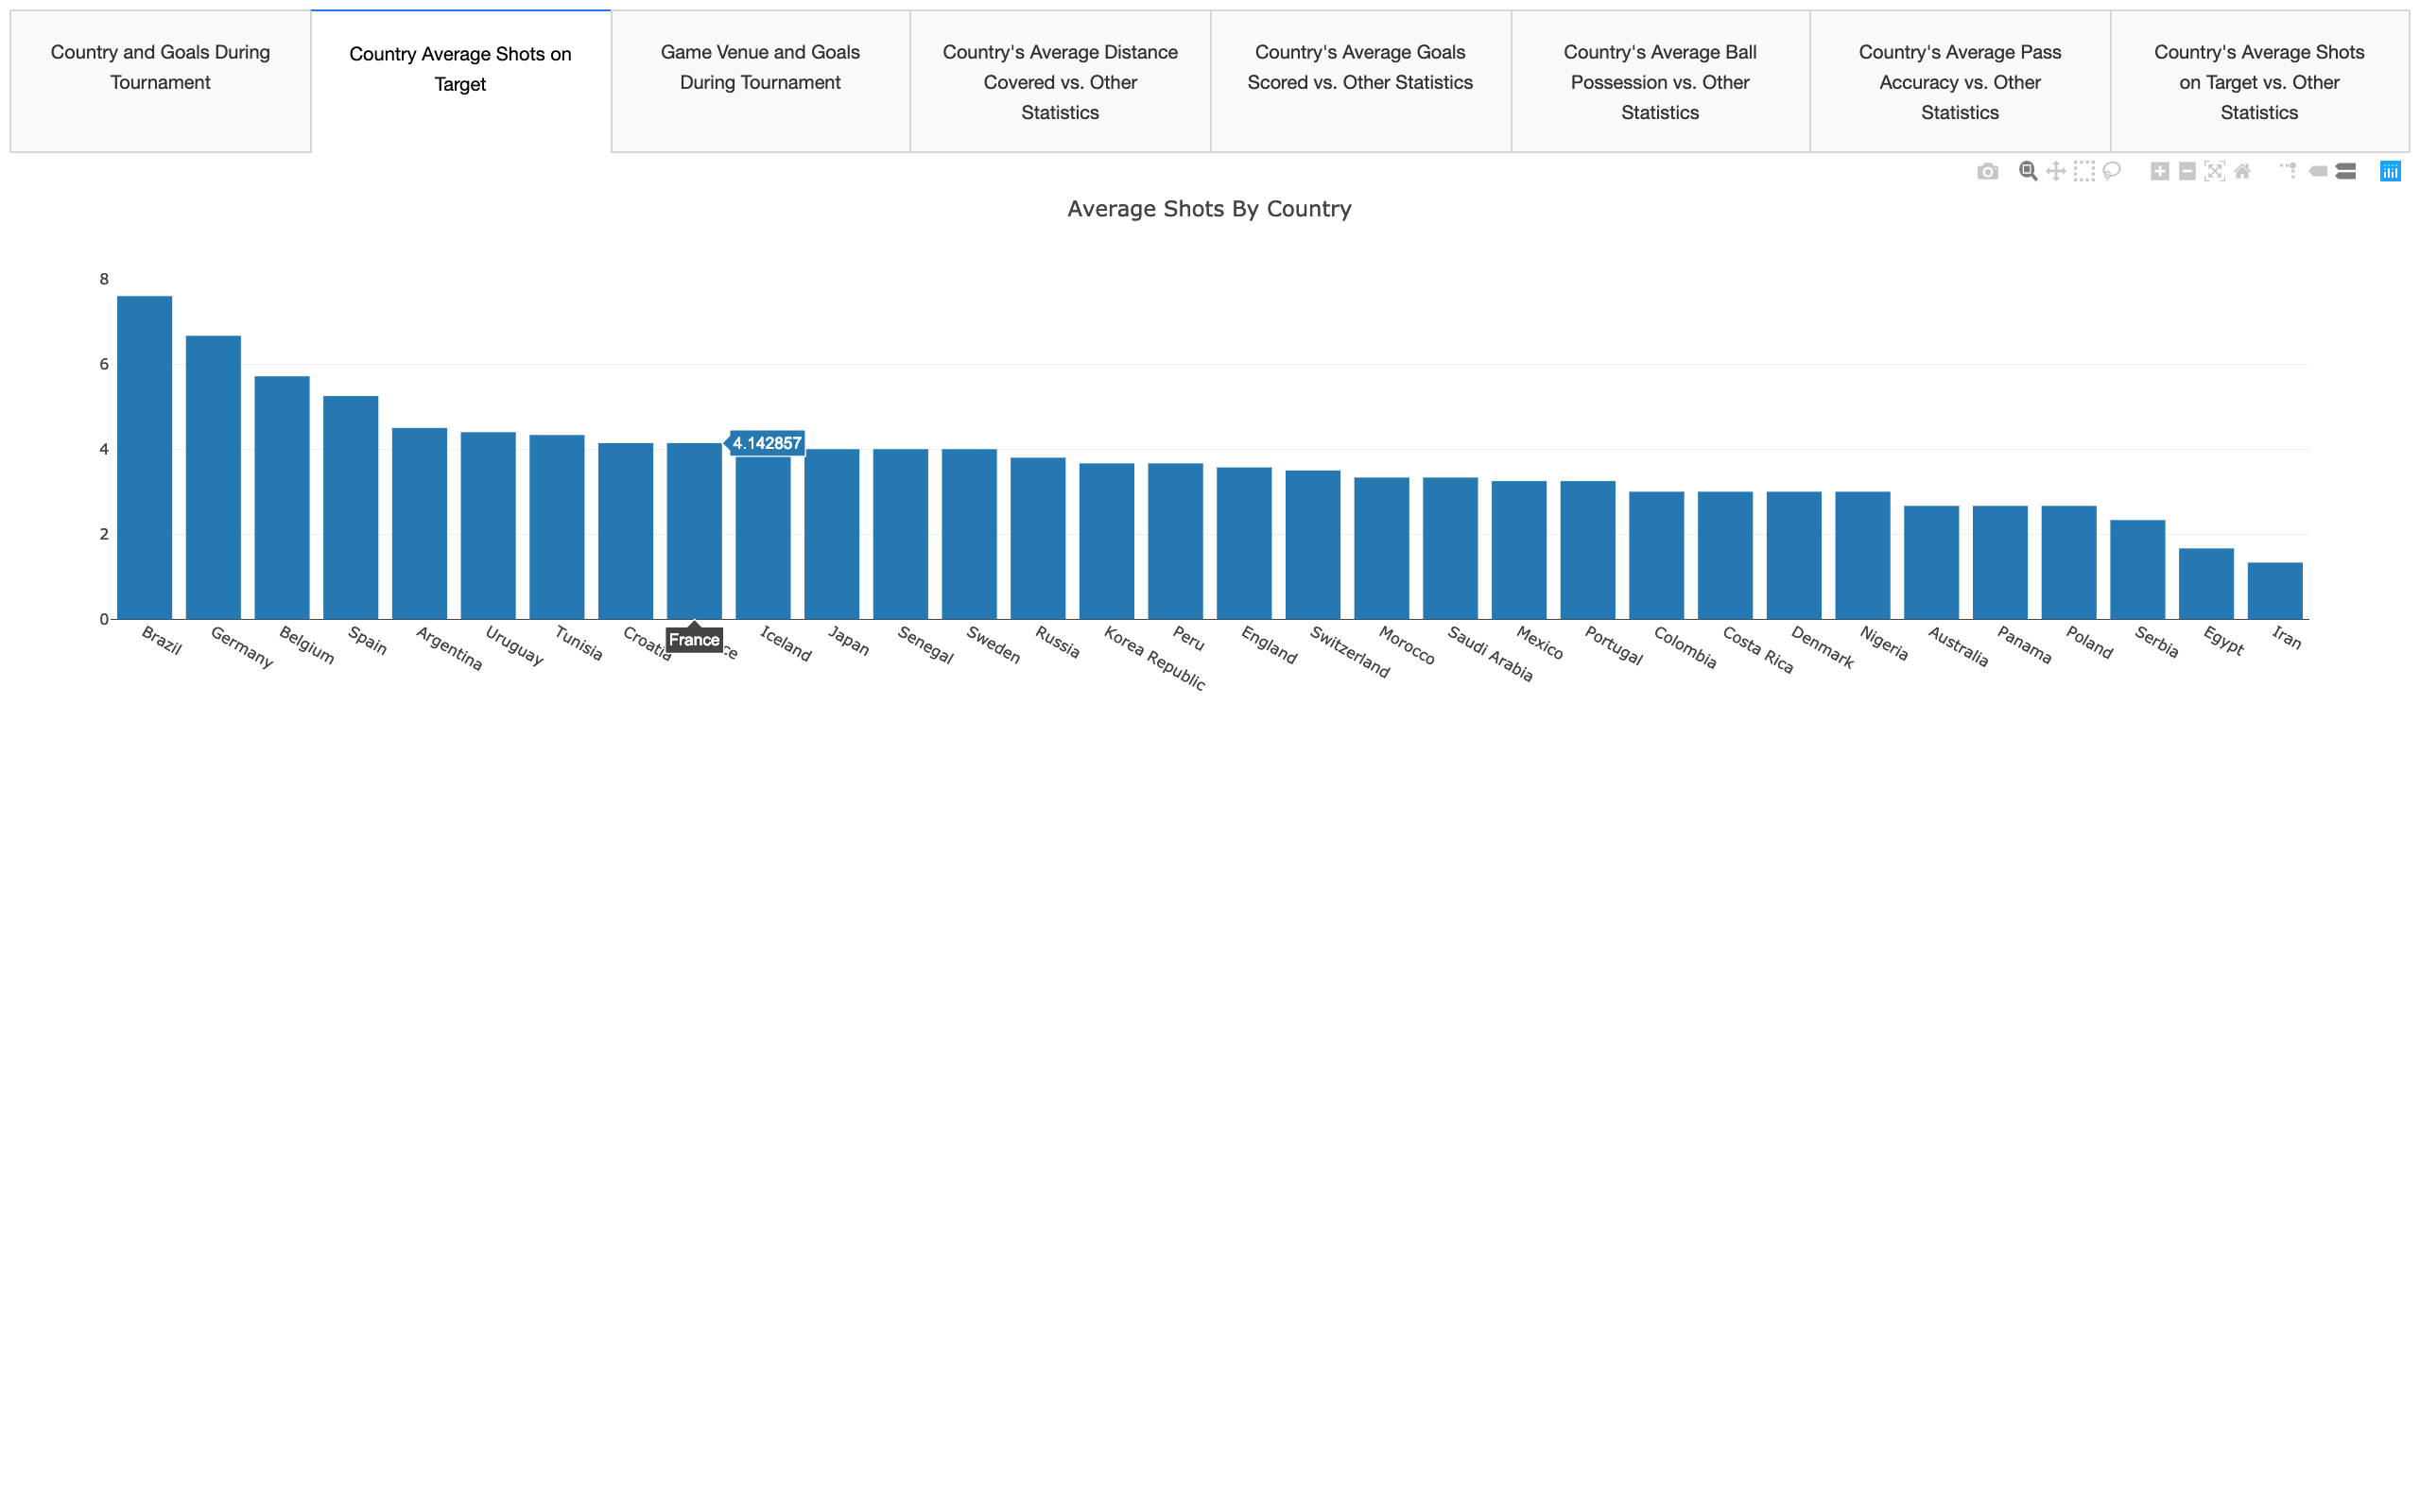 Country and Goals During
Tournament
Country Average Shots on
Target
Game Venue and Goals
During Tournament
Country's Average Distance
Covered vs. Other
Statistics
Country's Average Goals
Scored vs. Other Statistics
Country's Average Ball
Possession vs. Other
Statistics
Country's Average Pass
Accuracy vs. Other
Statistics
Country's Average Shots
on Target vs. Other
Statistics
Average Shots By Country
8
6
4
2
0
4.142857
Brazil
Germany
Belgium
Spain
Argentina
Uruguay
Tunisia
Croatia
France
Iceland
Japan
Senegal
Sweden
Russia
Korea Republic
Peru
England
Switzerland
Morocco
Saudi Arabia
Mexico
Portugal
Colombia
Costa Rica
Denmark
Nigeria
Australia
Panama
Poland
Serbia
Egypt
Iran